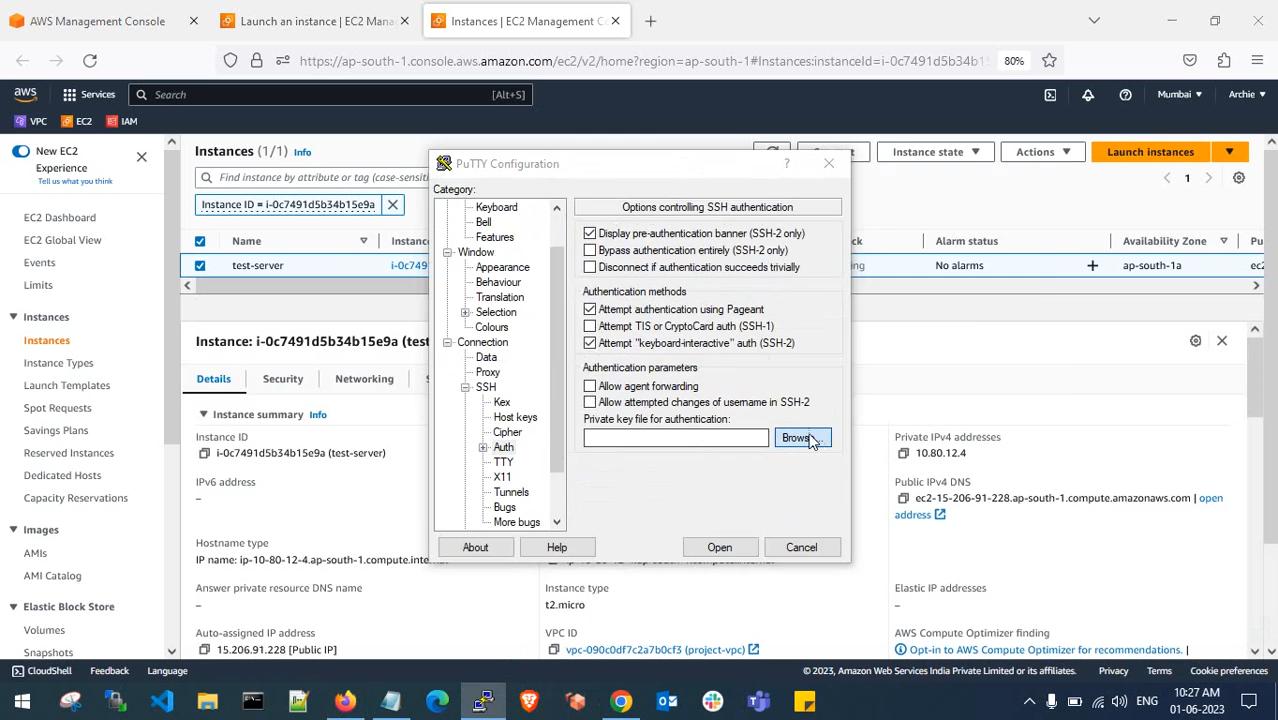 AWS Management Console
Launch an instance | EC2 Mana
Instances | EC2 Management Co
https://ap-south-1.console.aws.amazon.com/ec2/v2/home?region=ap-south-1#Instances:instanceId=i-0c7491d5b34b15
80%
aws
Services
Search
[Alt+S]
Mumbai
Archie
VPC
EC2
IAM
New EC2
Experience
Tell us what you think
EC2 Dashboard
EC2 Global View
Events
Limits
Instances
Instances
Instance Types
Launch Templates
Spot Requests
Savings Plans
Reserved Instances
Dedicated Hosts
Capacity Reservations
Images
AMIs
AMI Catalog
Elastic Block Store
Volumes
Snapshots
Instances (1/1) Info
Instance state
Actions
Launch instances
Find instance by attribute or tag (case-sensiti
1
Instance ID = i-0c7491d5b34b15e9a
Name
Instanc
ck
Alarm status
Availability Zone
Pu
test-server
i-0c749
ing
No alarms
ap-south-1a
ec2
Instance: i-0c7491d5b34b15e9a (tes
Details
Security
Networking
S
Instance summary Info
Instance ID
i-0c7491d5b34b15e9a (test-server)
Private IPv4 addresses
10.80.12.4
IPv6 address
–
Public IPv4 DNS
ec2-15-206-91-228.ap-south-1.compute.amazonaws.com | open
address
Hostname type
IP name: ip-10-80-12-4.ap-south-1.compute.inter
Answer private resource DNS name
–
Instance type
t2.micro
Elastic IP addresses
–
Auto-assigned IP address
15.206.91.228 [Public IP]
VPC ID
vpc-090c0df7c2a7b0cf3 (project-vpc)
AWS Compute Optimizer finding
Opt-in to AWS Compute Optimizer for recommendations. |
PuTTY Configuration
?
Category:
Keyboard
Bell
Features
Window
Appearance
Behaviour
Translation
Selection
Colours
Connection
Data
Proxy
SSH
Kex
Host keys
Cipher
Auth
TTY
X11
Tunnels
Bugs
More bugs
Options controlling SSH authentication
Display pre-authentication banner (SSH-2 only)
Bypass authentication entirely (SSH-2 only)
Disconnect if authentication succeeds trivially
Authentication methods
Attempt authentication using Pageant
Attempt TIS or CryptoCard auth (SSH-1)
Attempt "keyboard-interactive" auth (SSH-2)
Authentication parameters
Allow agent forwarding
Allow attempted changes of username in SSH-2
Private key file for authentication:
Browse...
About
Help
Open
Cancel
CloudShell
Feedback
Language
© 2023, Amazon Web Services India Private Limited or its affiliates.
Privacy
Terms
Cookie preferences
ENG
10:27 AM
01-06-2023